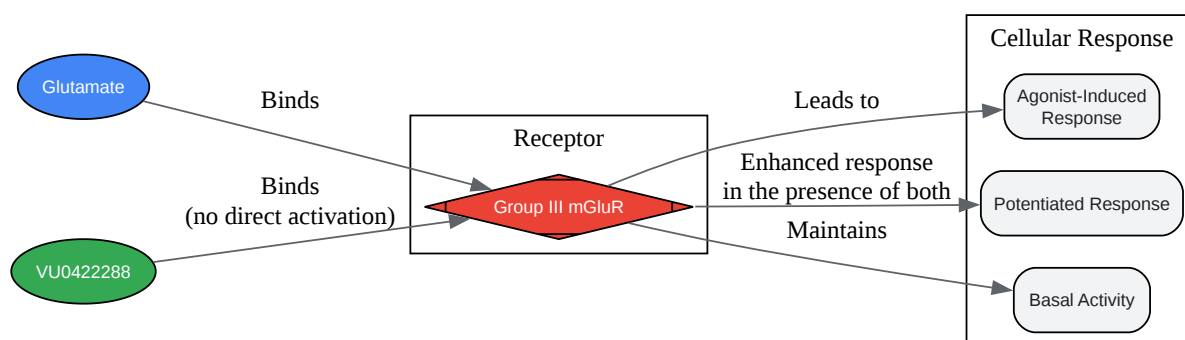 Cellular Response
Glutamate
Binds
Leads to
Agonist-Induced
Response
Receptor
Binds
(no direct activation)
Group III mGluR
Enhanced response
in the presence of both
Potentiated Response
Maintains
VU0422288
Basal Activity